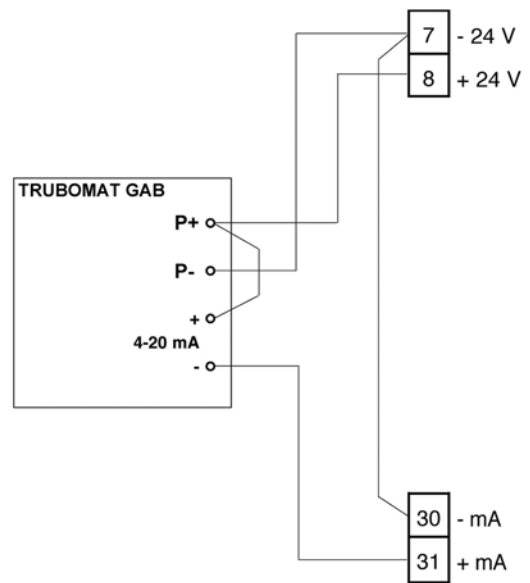 7 - 24 V
8 + 24 V
TRUBOMAT GAB
P+
P-
+
4-20 mA
-
30 - mA
31 + mA